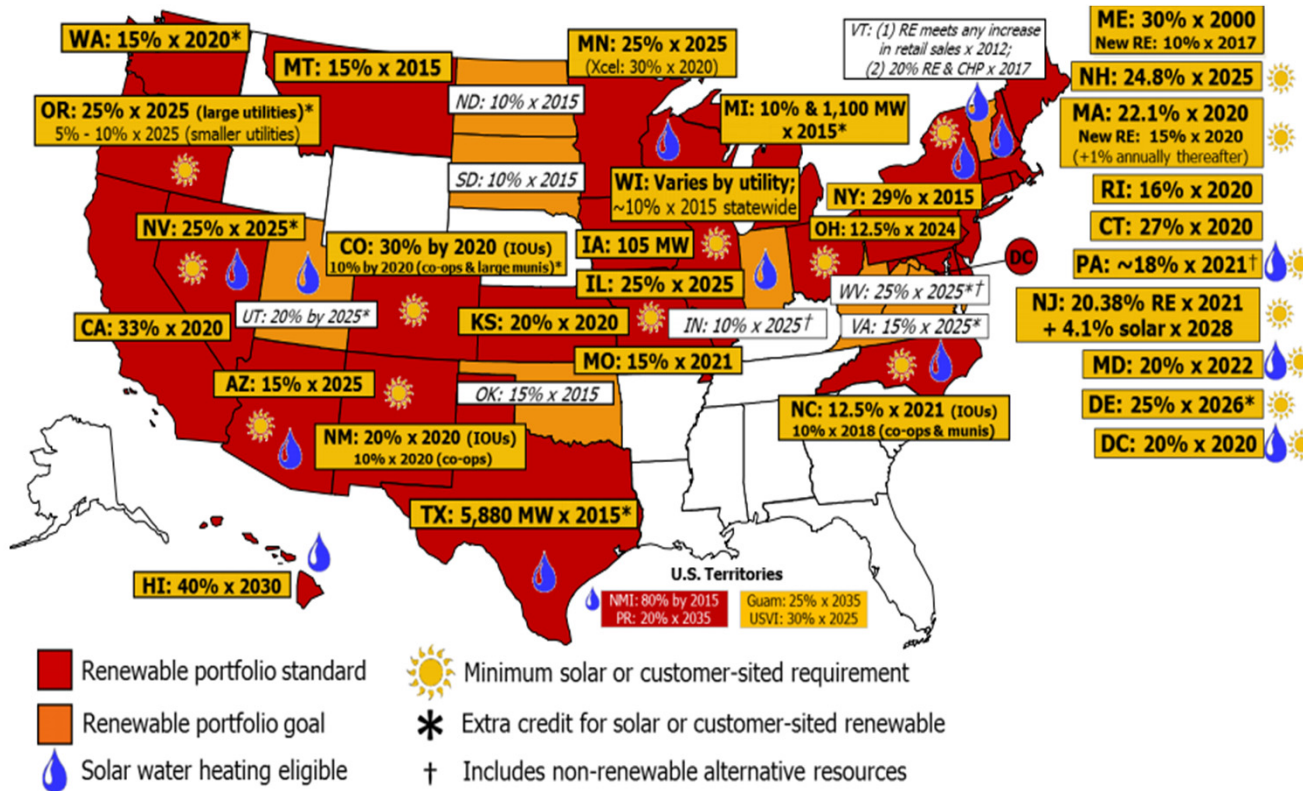 WA: 15% x 2020*
MT: 15% x 2015
MN: 25% x 2025
(Xcel: 30% x 2020)
VT: (1) RE meets any increase
in retail sales x 2012;
(2) 20% RE & CHP x 2017
ME: 30% x 2000
New RE: 10% x 2017
NH: 24.8% x 2025
OR: 25% x 2025 (large utilities)*
5% - 10% x 2025 (smaller utilities)
ND: 10% x 2015
MI: 10% & 1,100 MW
x 2015*
MA: 22.1% x 2020
New RE: 15% x 2020
(+1% annually thereafter)
SD: 10% x 2015
WI: Varies by utility;
~10% x 2015 statewide
NY: 29% x 2015
RI: 16% x 2020
NV: 25% x 2025*
CO: 30% by 2020 (IOUs)
10% by 2020 (co-ops & large munis)*
IA: 105 MW
OH: 12.5% x 2024
CT: 27% x 2020
DC
PA: ~18% x 2021†
IL: 25% x 2025
WV: 25% x 2025*†
CA: 33% x 2020
UT: 20% by 2025*
KS: 20% x 2020
IN: 10% x 2025†
VA: 15% x 2025*
NJ: 20.38% RE x 2021
+ 4.1% solar x 2028
MO: 15% x 2021
MD: 20% x 2022
AZ: 15% x 2025
OK: 15% x 2015
DE: 25% x 2026*
NM: 20% x 2020 (IOUs)
10% x 2020 (co-ops)
NC: 12.5% x 2021 (IOUs)
10% x 2018 (co-ops & munis)
DC: 20% x 2020
TX: 5,880 MW x 2015*
HI: 40% x 2030
U.S. Territories
NMI: 80% by 2015
PR: 20% x 2035
Guam: 25% x 2035
USVI: 30% x 2025
Renewable portfolio standard
Minimum solar or customer-sited requirement
Renewable portfolio goal
* Extra credit for solar or customer-sited renewable
Solar water heating eligible
† Includes non-renewable alternative resources